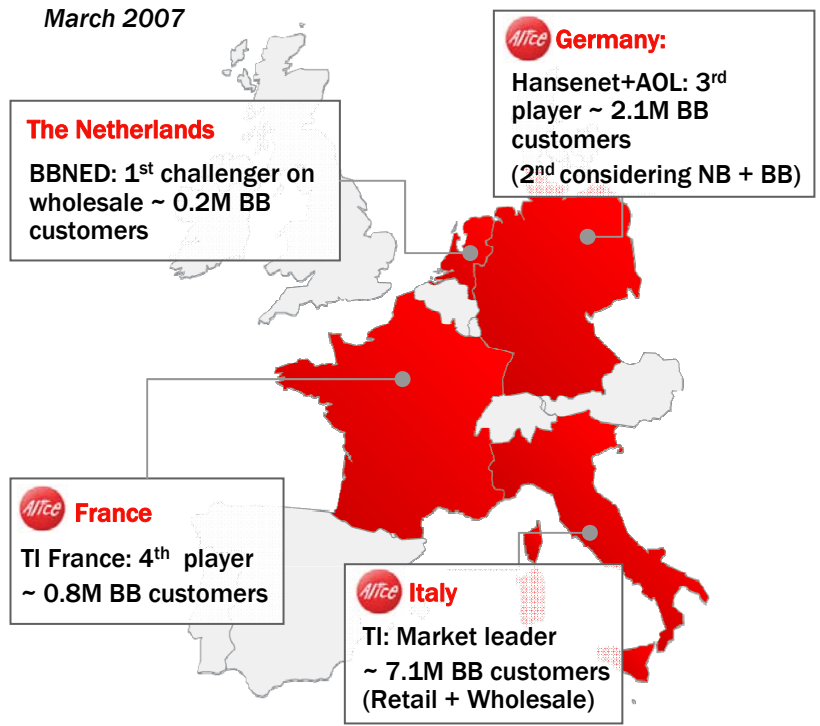 March 2007
Alice Germany:
Hansenet+AOL: 3rd
player ~ 2.1M BB
customers
(2nd considering NB + BB)
The Netherlands
BBNED: 1st challenger on
wholesale ~ 0.2M BB
customers
Alice France
TI France: 4th player
~ 0.8M BB customers
Alice Italy
TI: Market leader
~ 7.1M BB customers
(Retail + Wholesale)